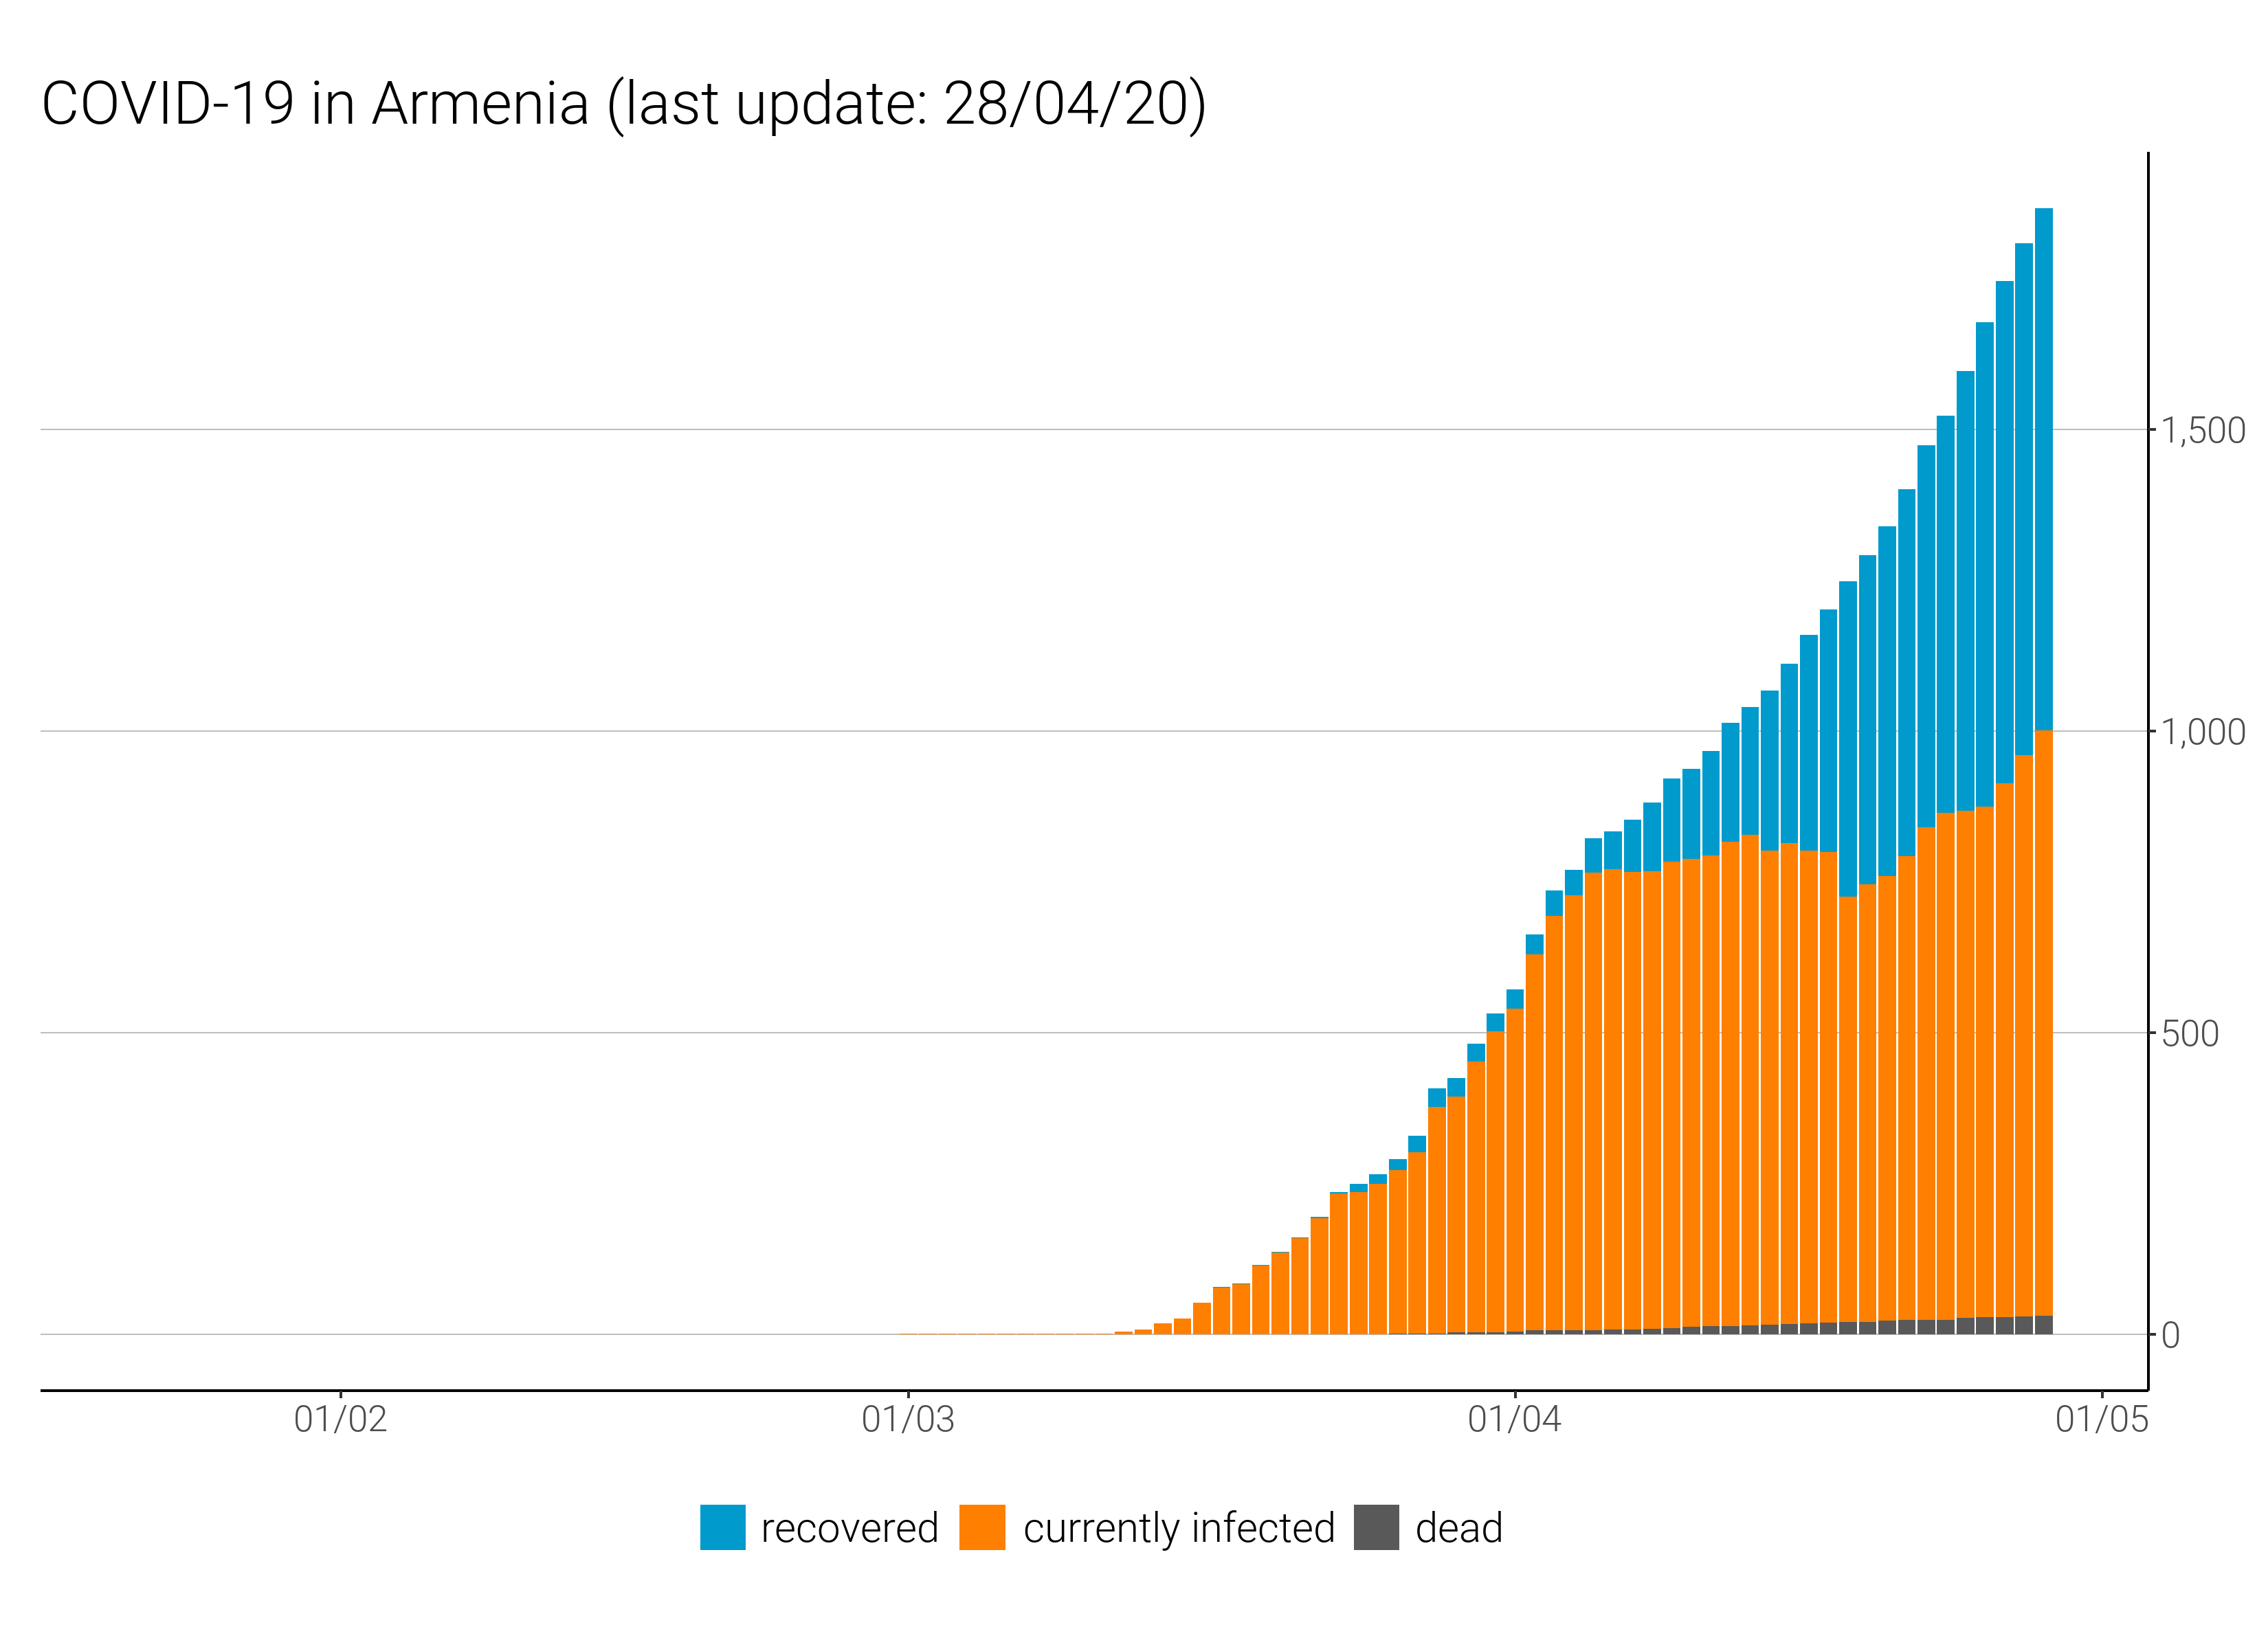 COVID-19 in Armenia (last update: 28/04/20)
1,500
1,000
500
0
01/02 01/03 01/04 01/05
recovered currently infected dead